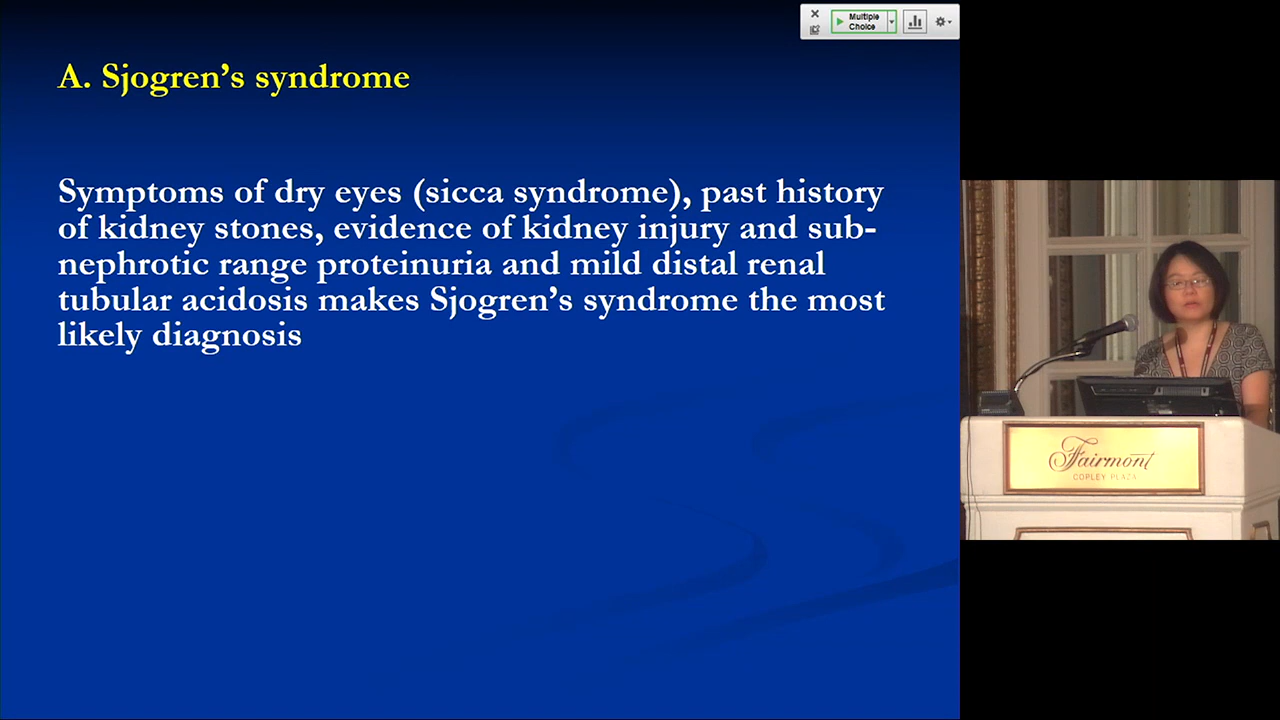 Multiple
Choice
A. Sjogren's syndrome
Symptoms of dry eyes (sicca syndrome), past history
of kidney stones, evidence of kidney injury and sub-
nephrotic range proteinuria and mild distal renal
tubular acidosis makes Sjogren's syndrome the most
likely diagnosis
Fairmont
COPLEY PLAZA